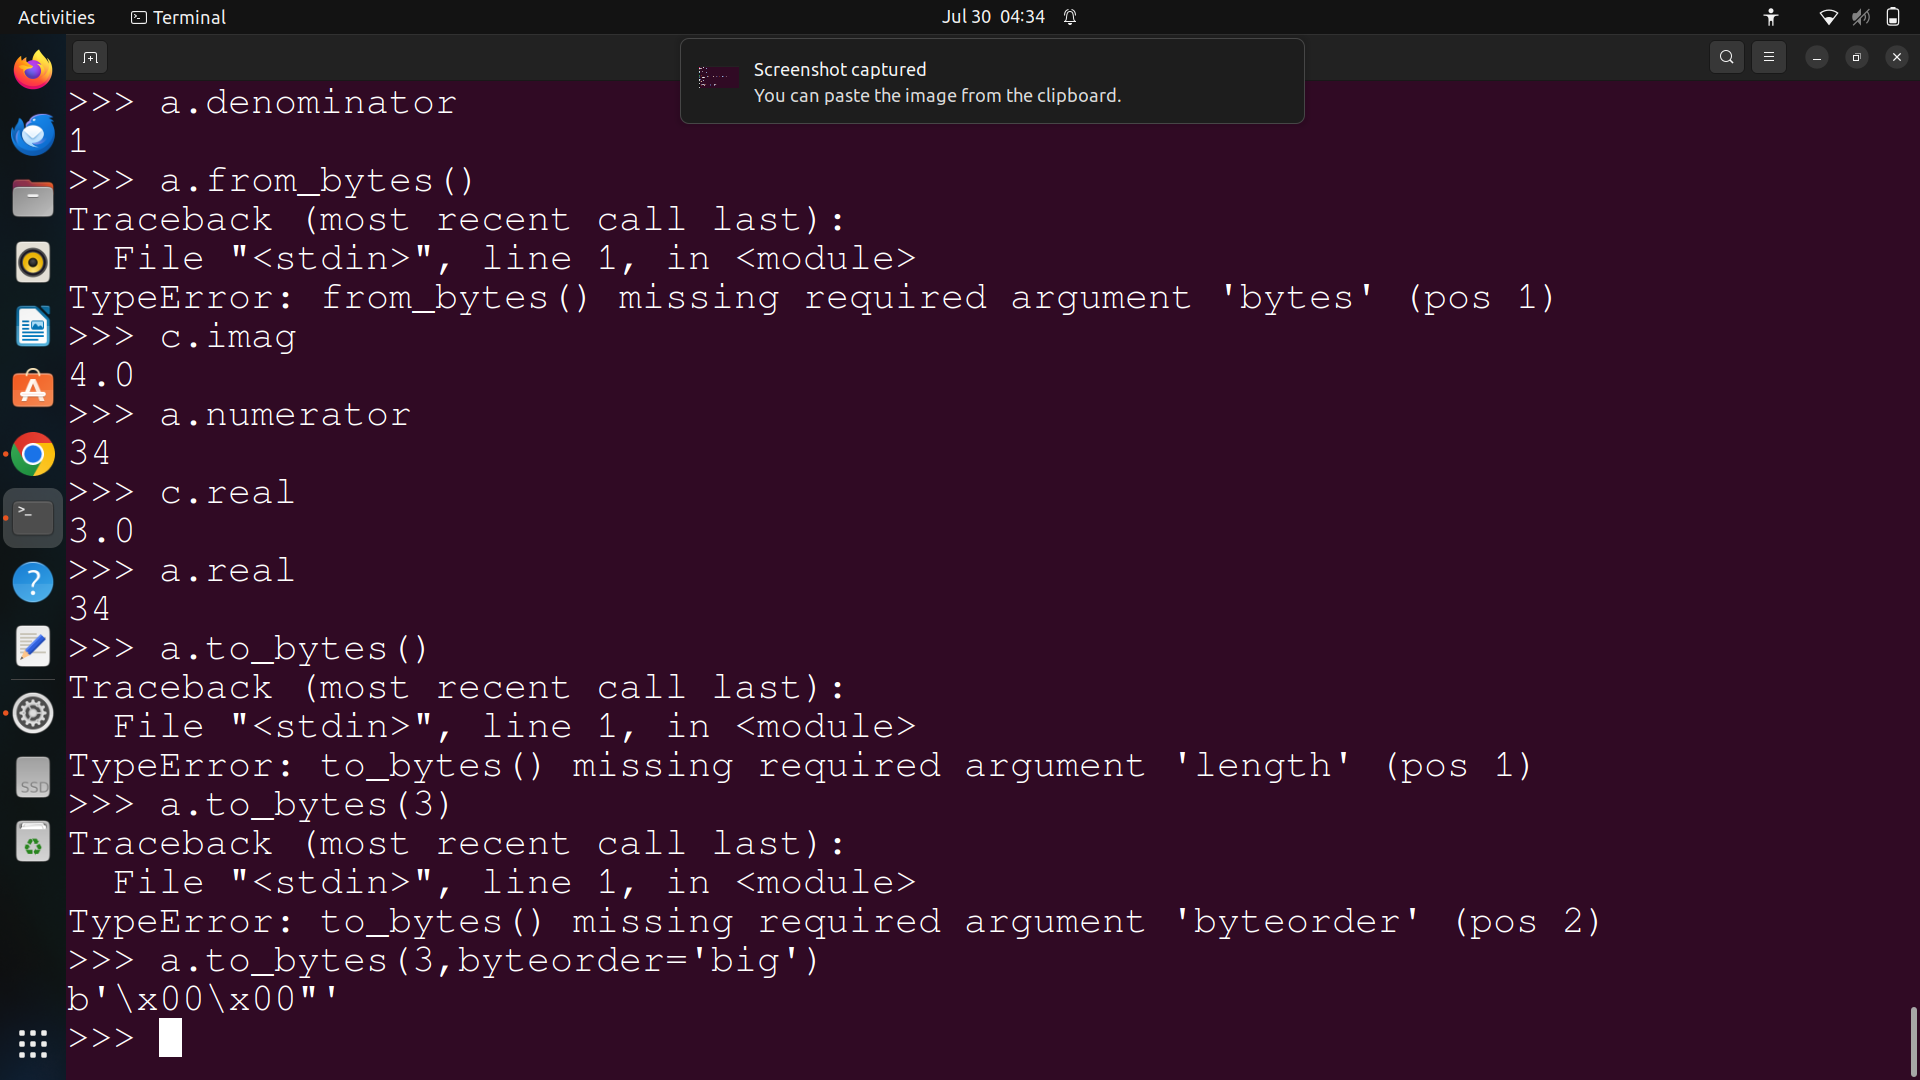 Activities
Terminal
Jul 30 04:34
Screenshot captured
You can paste the image from the clipboard.
>>> a.denominator
1
>>> a.from_bytes()
Traceback (most recent call last):
  File "<stdin>", line 1, in <module>
TypeError: from_bytes() missing required argument 'bytes' (pos 1)
>>> c.imag
4.0
>>> a.numerator
34
>>> c.real
3.0
>>> a.real
34
>>> a.to_bytes()
Traceback (most recent call last):
  File "<stdin>", line 1, in <module>
TypeError: to_bytes() missing required argument 'length' (pos 1)
>>> a.to_bytes(3)
Traceback (most recent call last):
  File "<stdin>", line 1, in <module>
TypeError: to_bytes() missing required argument 'byteorder' (pos 2)
>>> a.to_bytes(3,byteorder='big')
b'\x00\x00"'
>>>
SSD